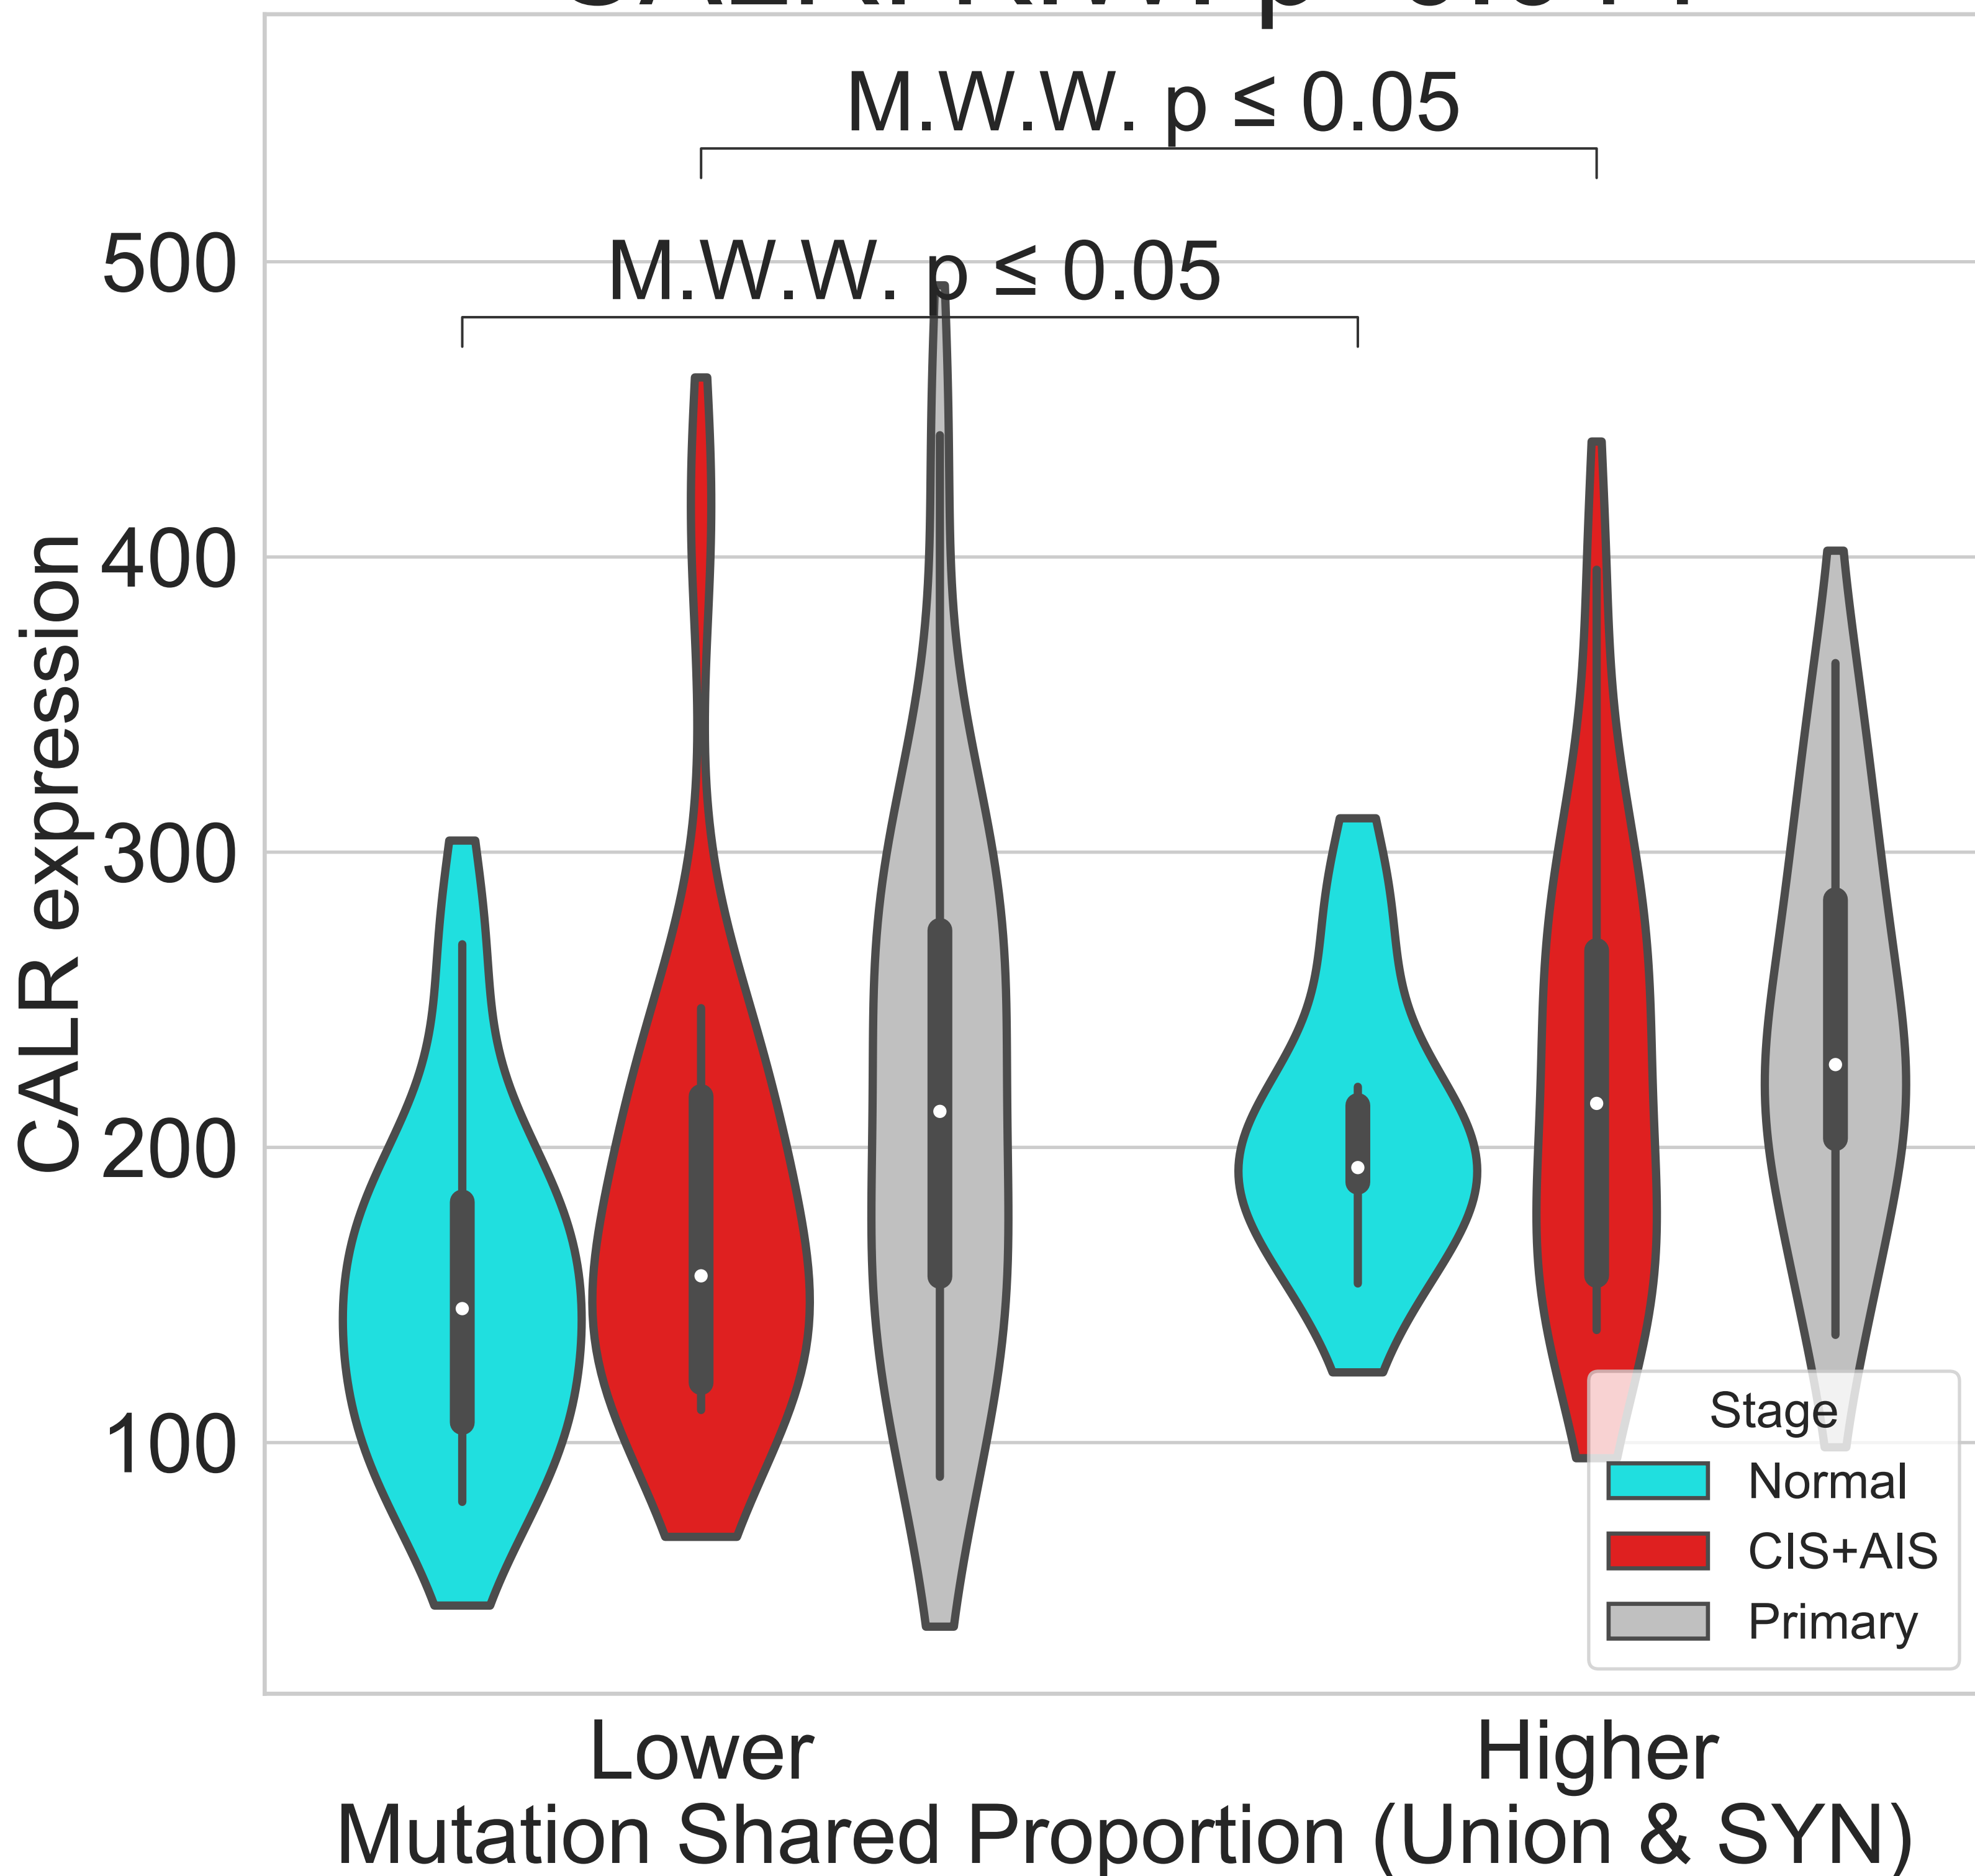 M.W.W. p ≤ 0.05
M.W.W. p ≤ 0.05
500
400
300
200
100
CALR expression
Stage
Normal
CIS+AIS
Primary
Lower
Higher
Mutation Shared Proportion (Union & SYN)